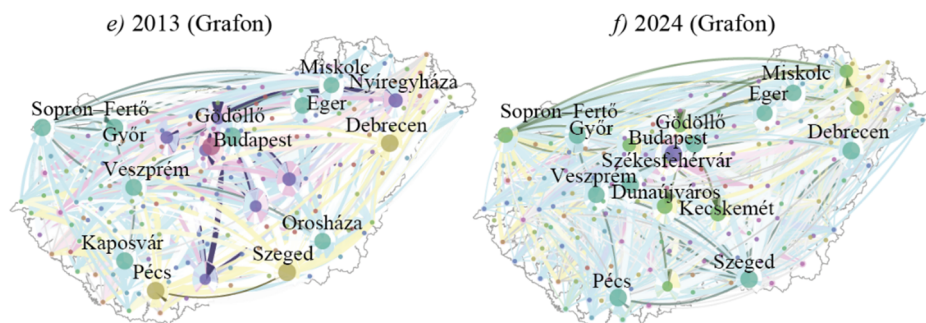 e) 2013 (Grafon)
Miskolc
Nyíregyháza
Sopron–Fertő
Gödöllő
Eger
Győr
Budapest
Debrecen
Veszprém
Orosháza
Kaposvár
Szeged
Pécs
f) 2024 (Grafon)
Miskolc
Eger
Sopron–Fertő
Győr
Gödöllő
Budapest
Debrecen
Székesfehérvár
Veszprém
Dunaújváros
Kecskemét
Szeged
Pécs